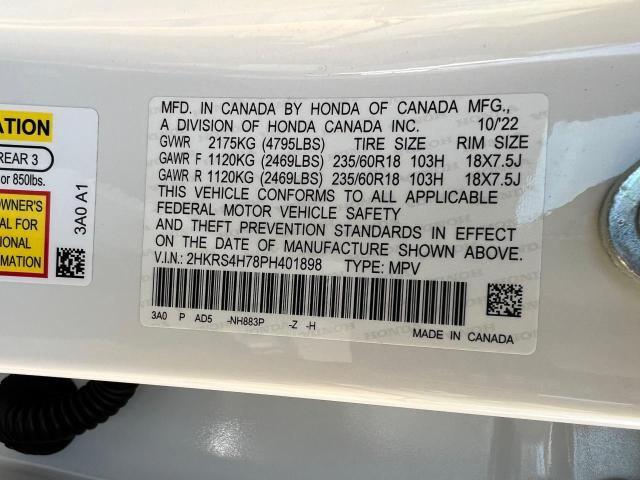 ATION
REAR 3
or 850lbs.
OWNER'S
AL FOR
IONAL
RMATION
3A0 A1
MFD. IN CANADA BY HONDA OF CANADA MFG.,
A DIVISION OF HONDA CANADA INC. 10/'22
GVWR 2175KG (4795LBS) TIRE SIZE RIM SIZE
GAWR F 1120KG (2469LBS) 235/60R18 103H 18X7.5J
GAWR R 1120KG (2469LBS) 235/60R18 103H 18X7.5J
THIS VEHICLE CONFORMS TO ALL APPLICABLE
FEDERAL MOTOR VEHICLE SAFETY
AND THEFT PREVENTION STANDARDS IN EFFECT
ON THE DATE OF MANUFACTURE SHOWN ABOVE.
V.I.N.: 2HKRS4H78PH401898 TYPE: MPV
3A0 P AD5 -NH883P -Z -H
MADE IN CANADA